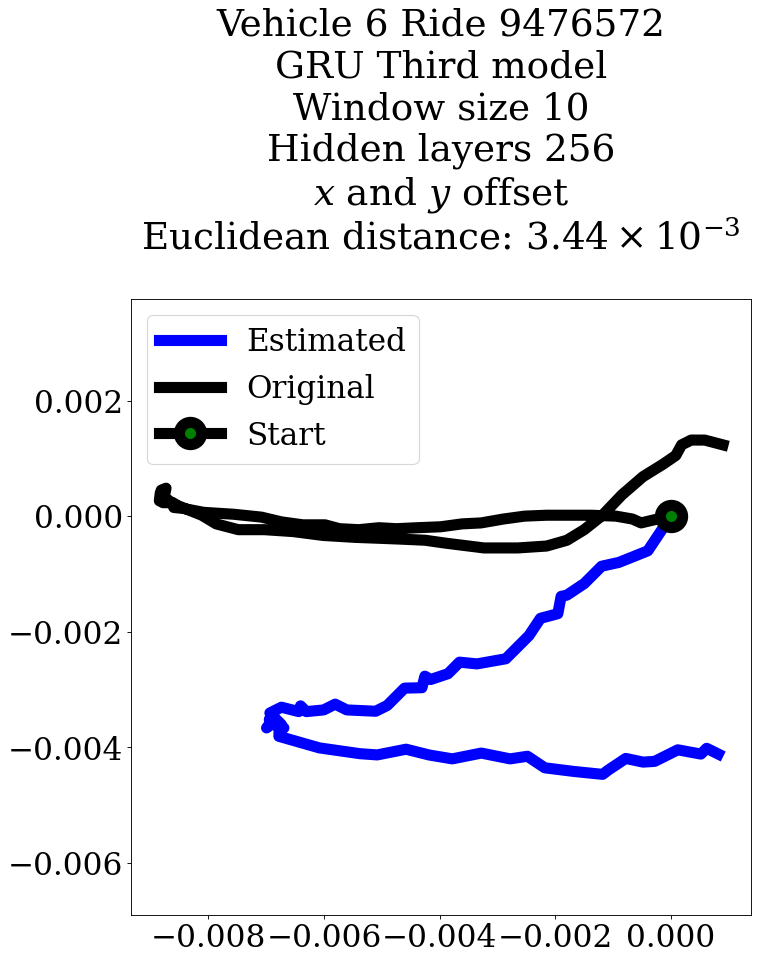 Vehicle 6 Ride 9476572
GRU Third model
Window size 10
Hidden layers 256
x and y offset
Euclidean distance: 3.44 × 10⁻³
Estimated
Original
Start
0.002
0.000
−0.002
−0.004
−0.006
−0.008 −0.006 −0.004 −0.002 0.000